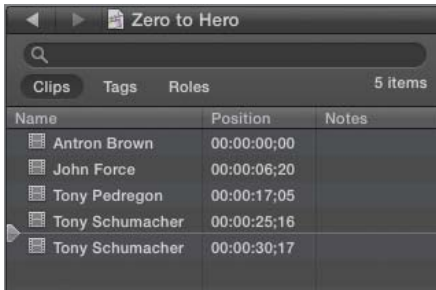 Zero to Hero
Clips Tags Roles 5 items
Name Position Notes
Antron Brown 00:00:00;00
John Force 00:00:06;20
Tony Pedregon 00:00:17;05
Tony Schumacher 00:00:25;16
Tony Schumacher 00:00:30;17